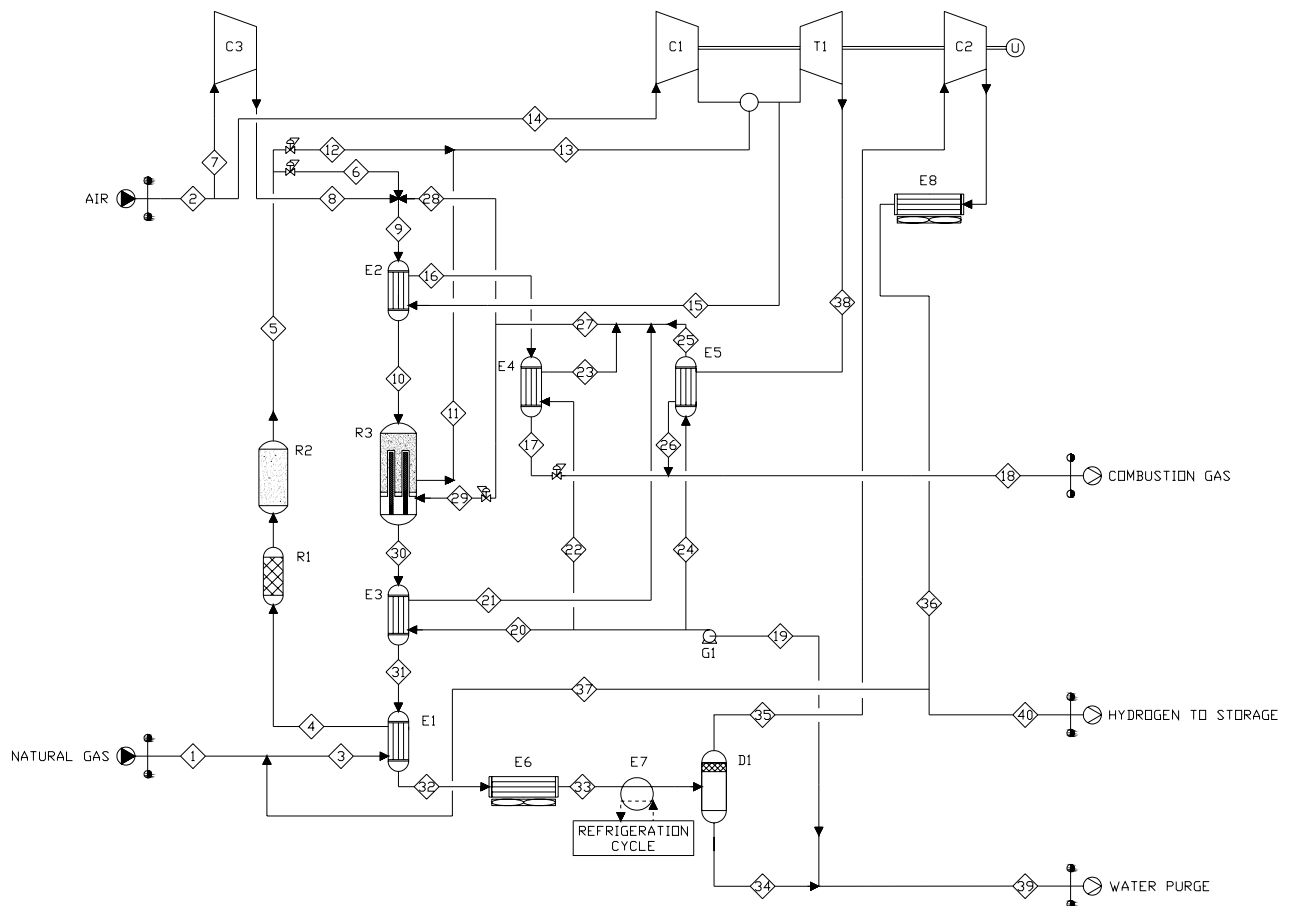 C3
C1
T1
C2
U
14
12
13
7
6
E8
AIR
2
8
28
9
E2
16
15
38
5
27
25
E5
E4
23
10
11
R3
R2
17
26
18
COMBUSTION GAS
29
22
24
30
R1
E3
21
36
20
19
G1
31
37
4
E1
35
40
HYDROGEN TO STORAGE
NATURAL GAS
1
3
E6
E7
D1
32
33
REFRIGERATION
CYCLE
34
39
WATER PURGE